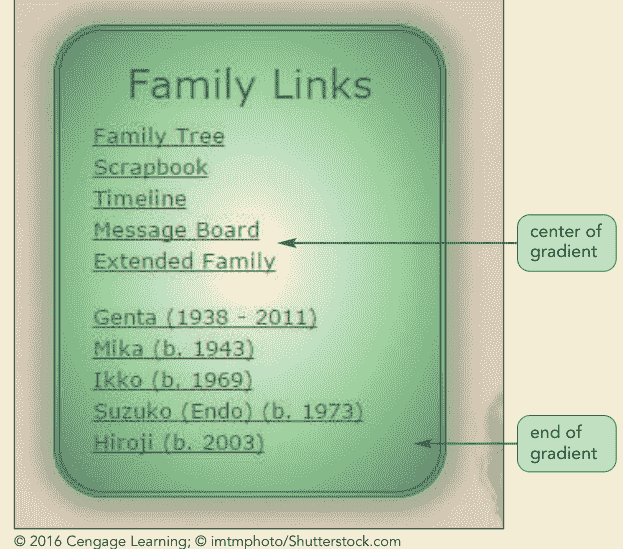 Family Links
Family Tree
Scrapbook
Timeline
Message Board
Extended Family
Genta (1938 - 2011)
Mika (b. 1943)
Ikko (b. 1969)
Suzuko (Endo) (b. 1973)
Hiroji (b. 2003)
center of
gradient
end of
gradient
© 2016 Cengage Learning; © imtmphoto/Shutterstock.com